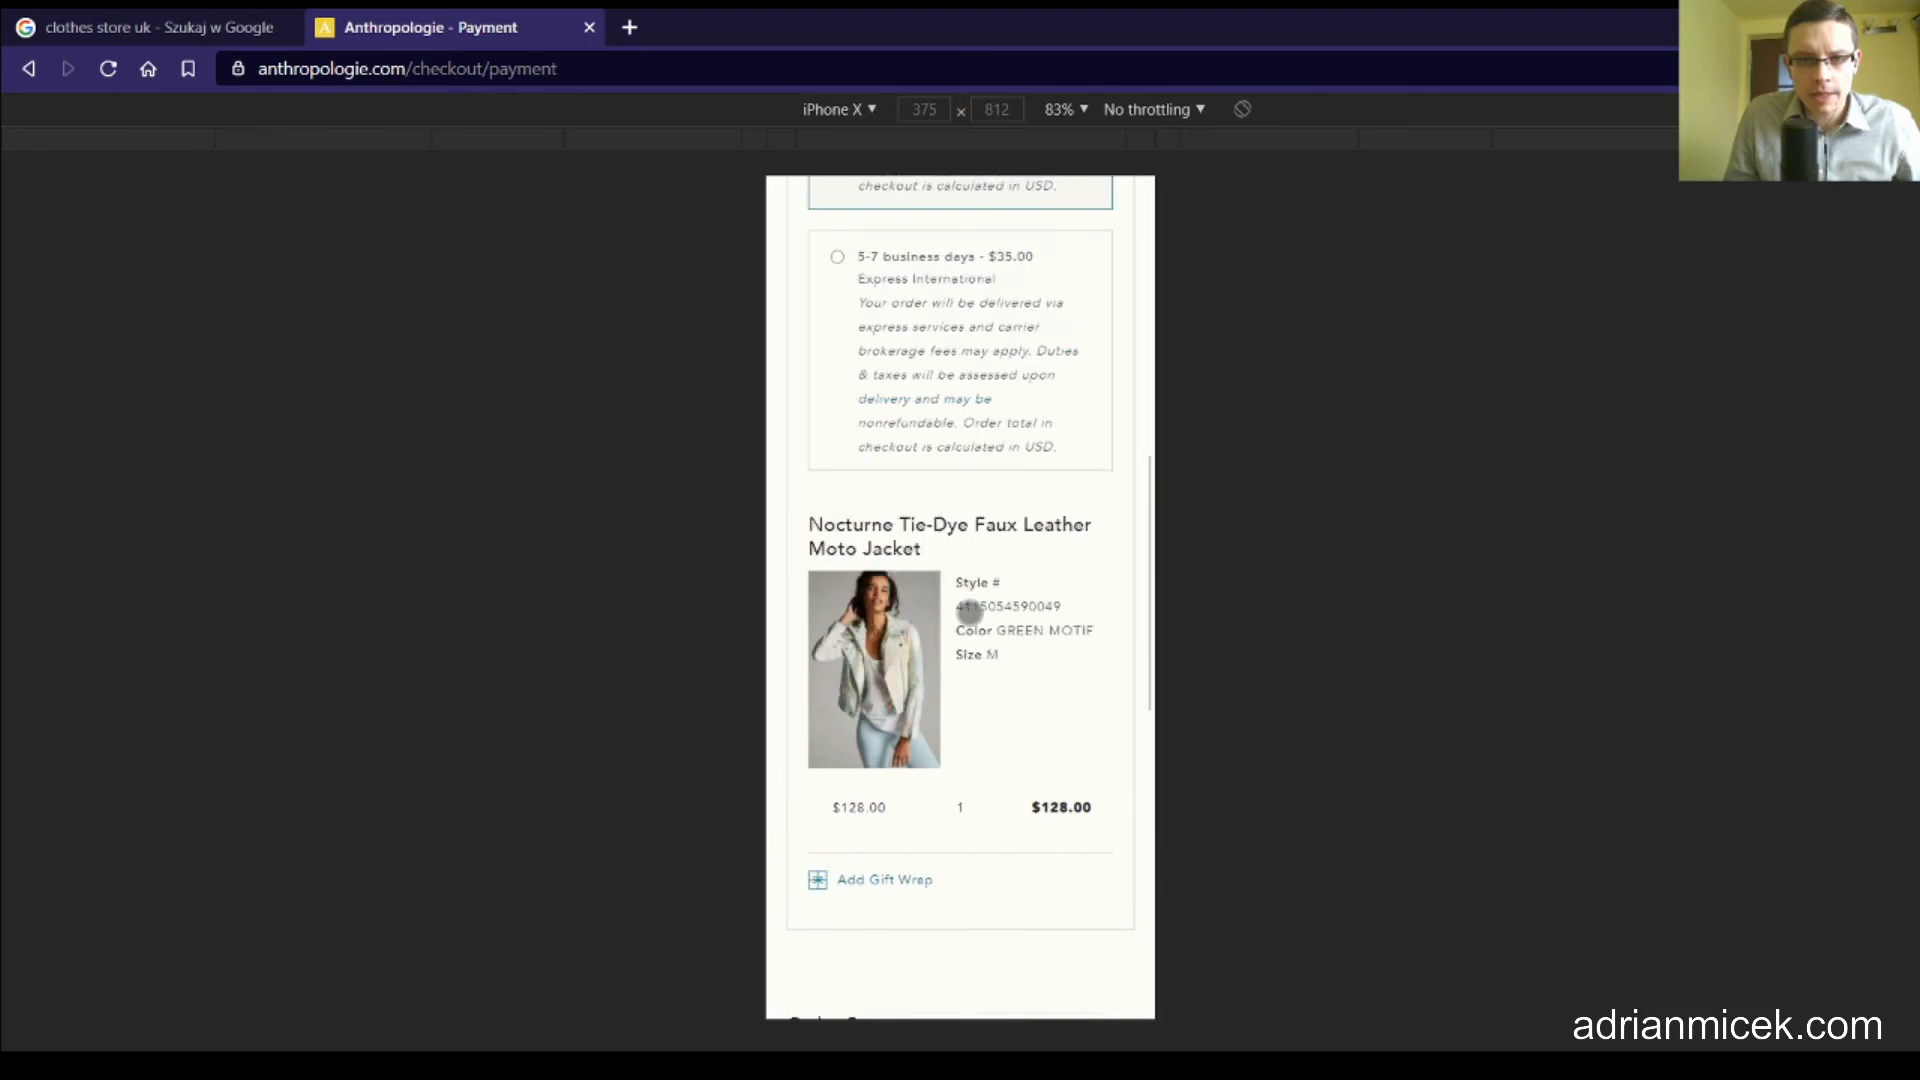 clothes store uk - Szukaj w Google
Anthropologie - Payment
anthropologie.com/checkout/payment
iPhone X ▼ 375 × 812 83% ▼ No throttling ▼
checkout is calculated in USD.
5-7 business days - $35.00
Express International
Your order will be delivered via
express services and carrier
brokerage fees may apply. Duties
& taxes will be assessed upon
delivery and may be
nonrefundable. Order total in
checkout is calculated in USD.
Nocturne Tie-Dye Faux Leather
Moto Jacket
Style #
4115054590049
Color GREEN MOTIF
Size M
$128.00 1 $128.00
Add Gift Wrap
adrianmicek.com